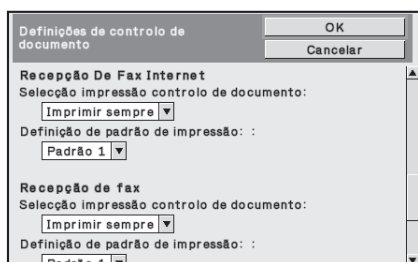 Definições de controlo de
documento
OK
Cancelar
Recepção De Fax Internet
Selecção impressão controlo de documento:
Imprimir sempre
Definição de padrão de impressão: :
Padrão 1
Recepção de fax
Selecção impressão controlo de documento:
Imprimir sempre
Definição de padrão de impressão: :
Padrão 1